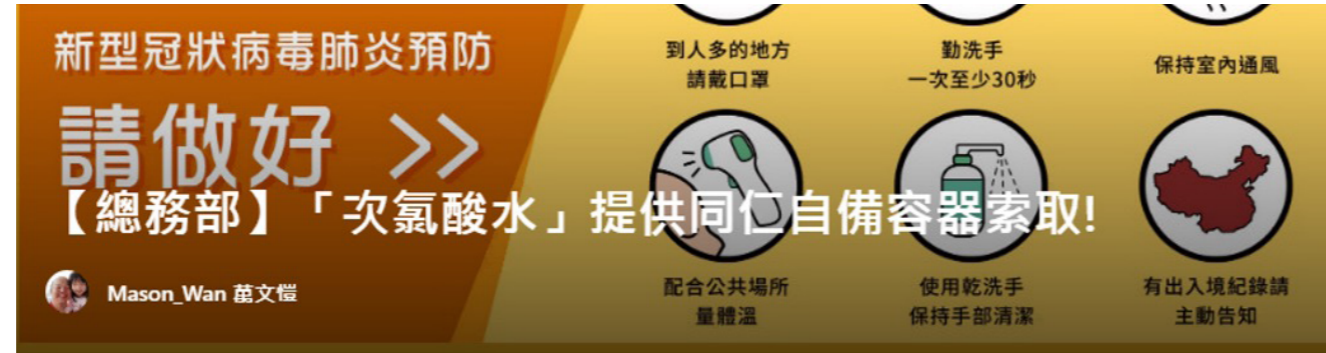 新型冠狀病毒肺炎預防
請做好 >>
到人多的地方
請戴口罩
勤洗手
一次至少30秒
保持室內通風
【總務部】「次氯酸水」提供同仁自備容器索取!
Mason_Wan 萬文愷
配合公共場所
量體溫
使用乾洗手
保持手部清潔
有出入境紀錄請
主動告知